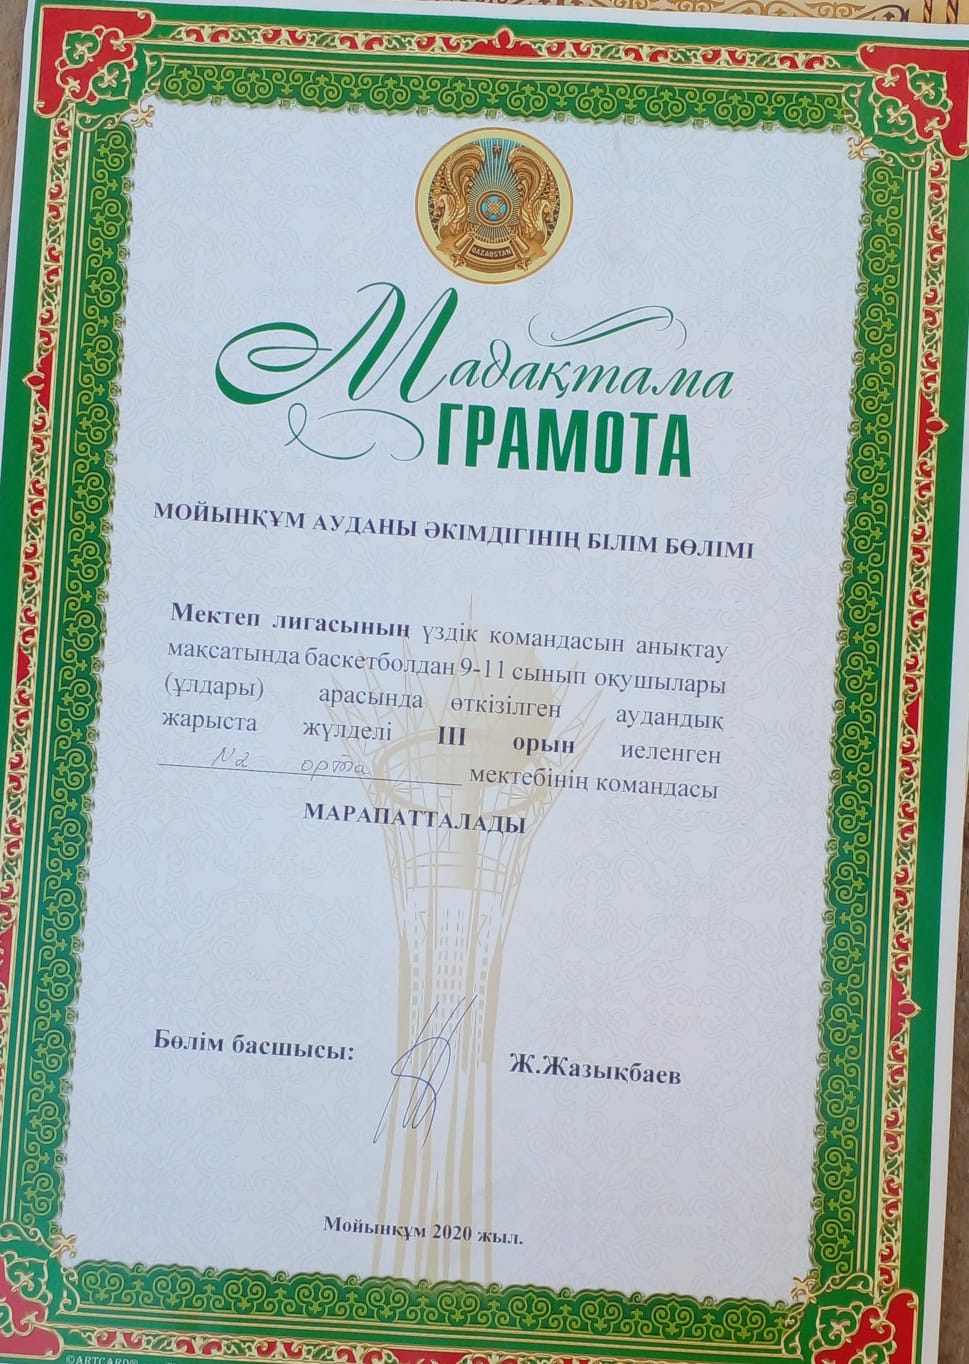 QAZAQSTAN
Мадақтама
ГРАМОТА
МОЙЫНҚҰМ АУДАНЫ ӘКІМДІГІНІҢ БІЛІМ БӨЛІМІ
Мектеп лигасының үздік командасын анықтау
мақсатында баскетболдан 9-11 сынып оқушылары
(ұлдары) арасында өткізілген аудандық
жарыста жүлделі III орын иеленген
№2 орта мектебінің командасы
МАРАПАТТАЛАДЫ
Бөлім басшысы: Ж.Жазықбаев
Мойынқұм 2020 жыл.
©ARTCARD®